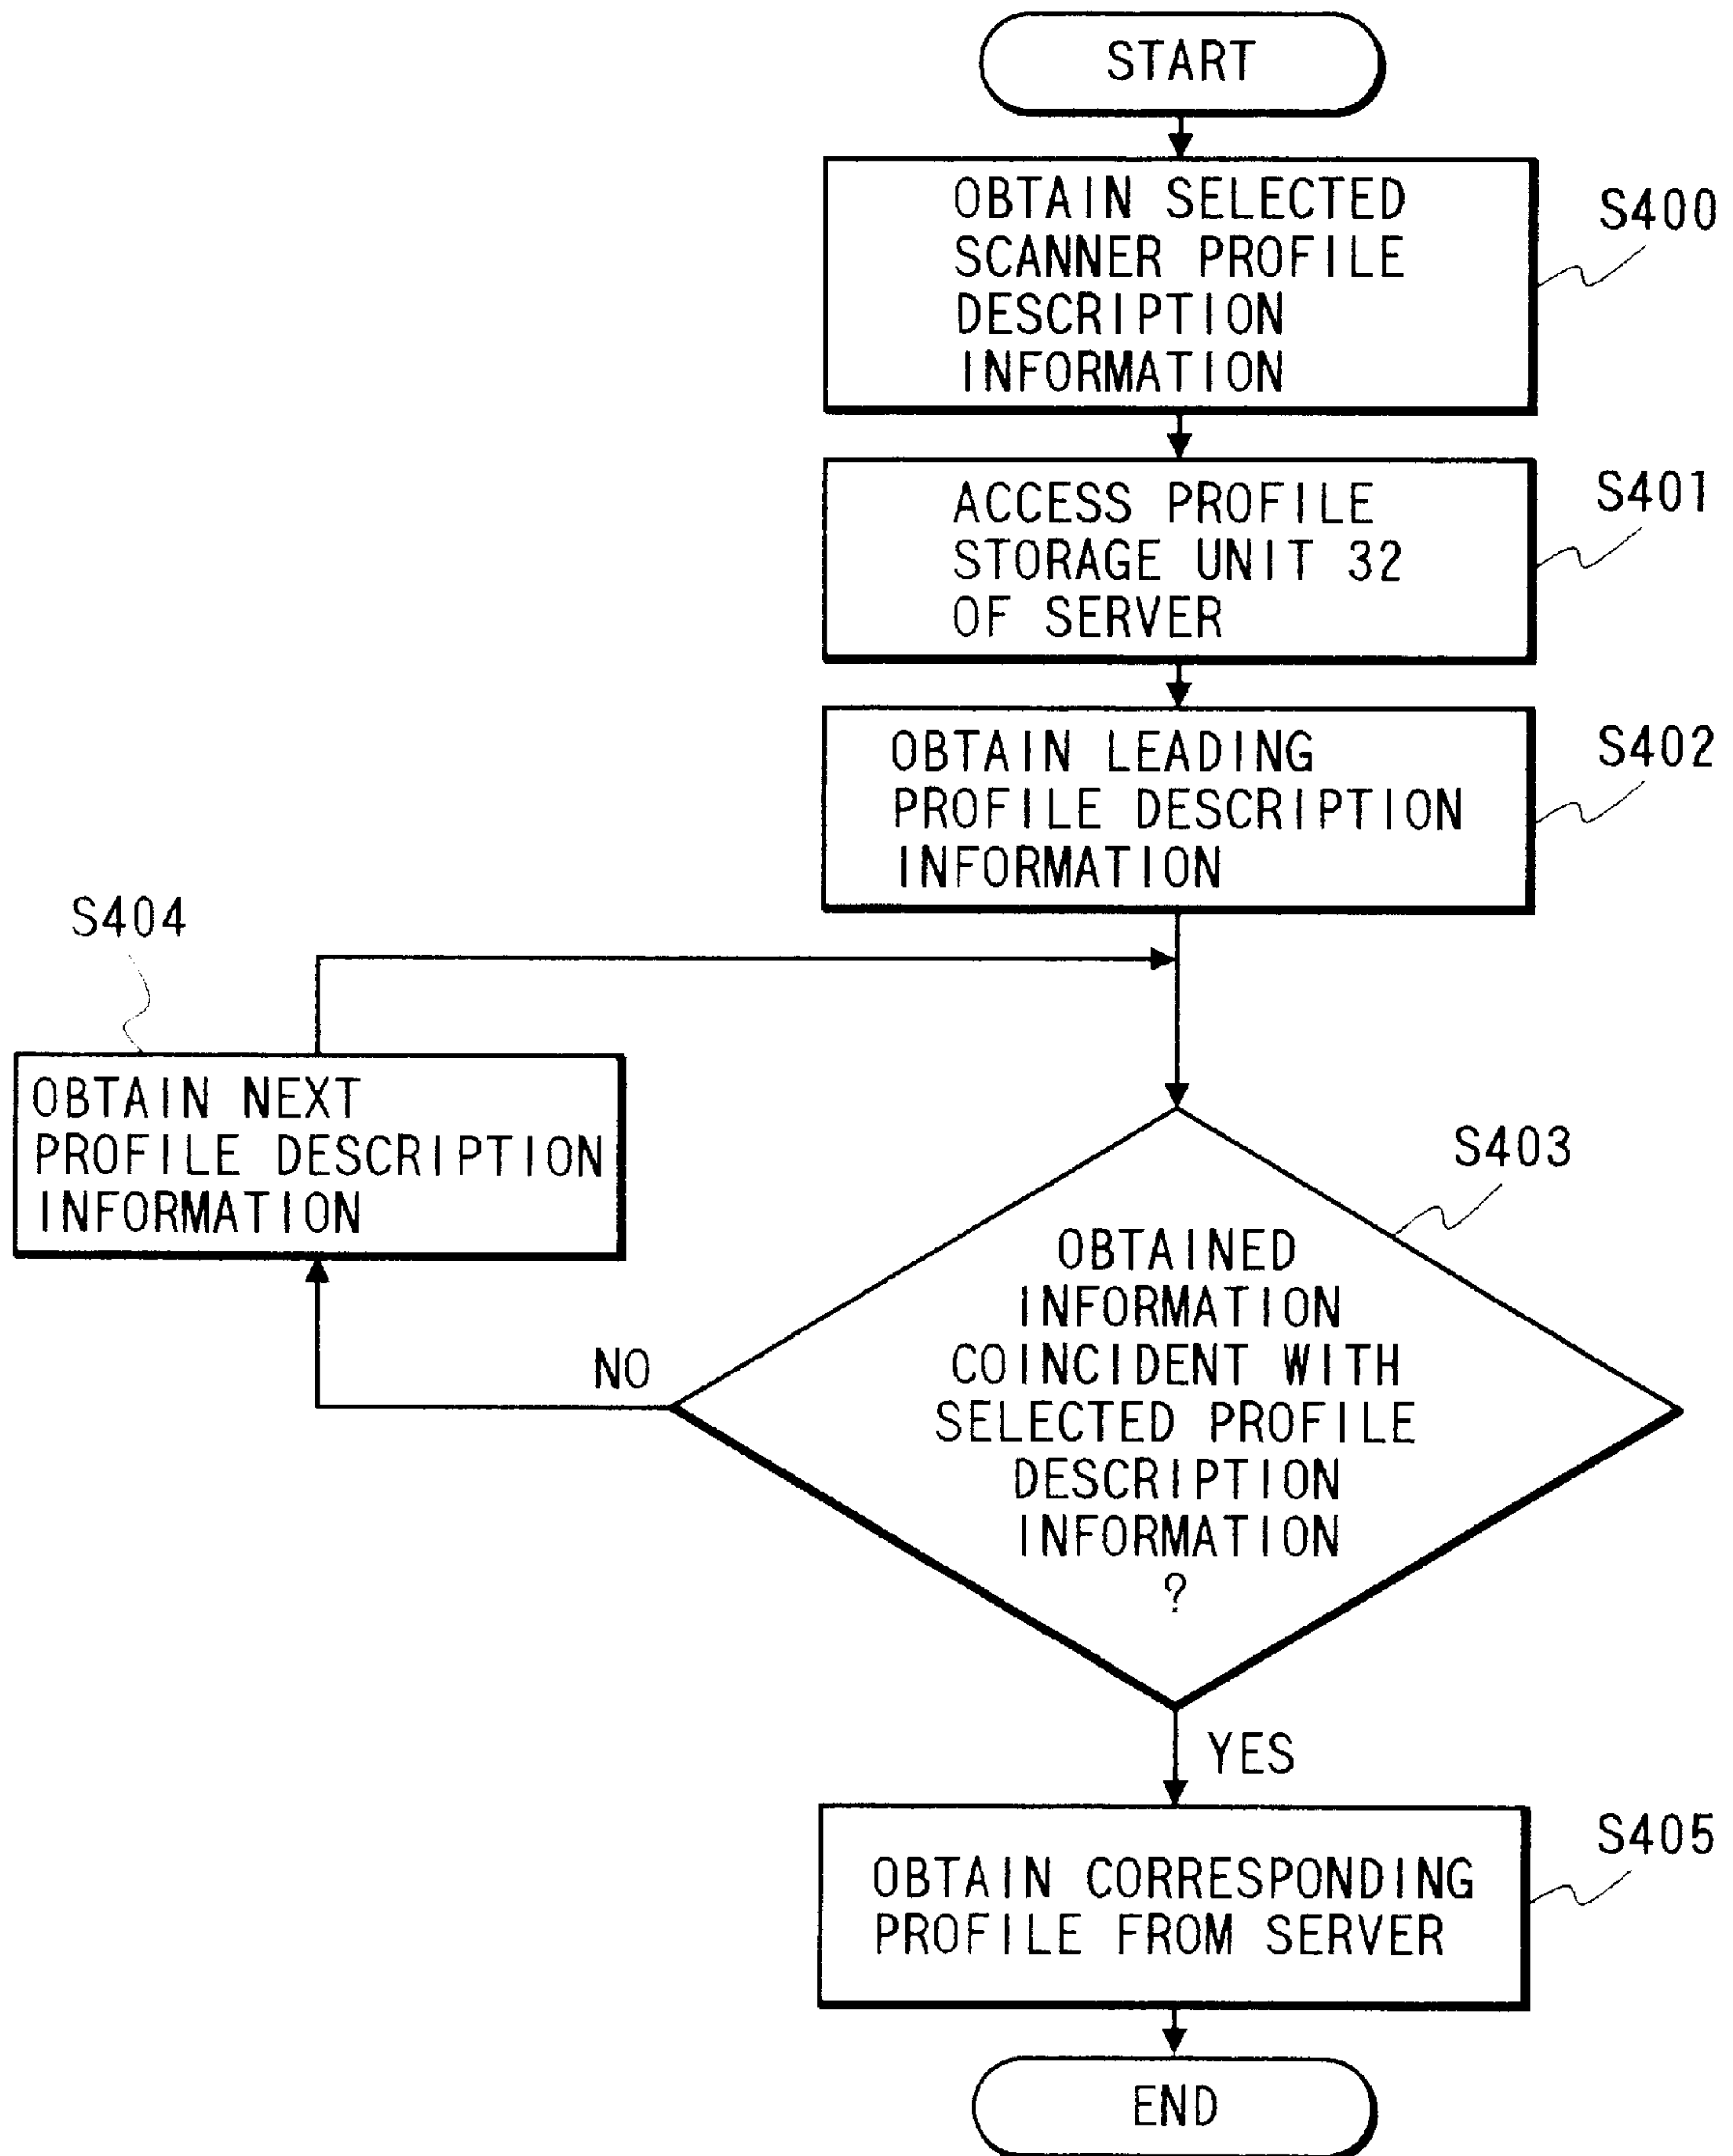 START
OBTAIN SELECTED
SCANNER PROFILE
DESCRIPTION
INFORMATION
S400
ACCESS PROFILE
STORAGE UNIT 32
OF SERVER
S401
OBTAIN LEADING
PROFILE DESCRIPTION
INFORMATION
S402
S404
OBTAIN NEXT
PROFILE DESCRIPTION
INFORMATION
S403
OBTAINED
INFORMATION
COINCIDENT WITH
SELECTED PROFILE
DESCRIPTION
INFORMATION
?
NO
YES
S405
OBTAIN CORRESPONDING
PROFILE FROM SERVER
END